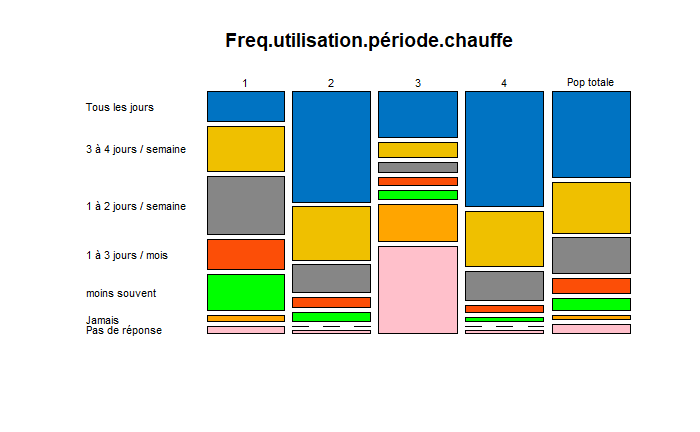 Freq.utilisation.période.chauffe
1 2 3 4 Pop totale
Tous les jours
3 à 4 jours / semaine
1 à 2 jours / semaine
1 à 3 jours / mois
moins souvent
Jamais
Pas de réponse